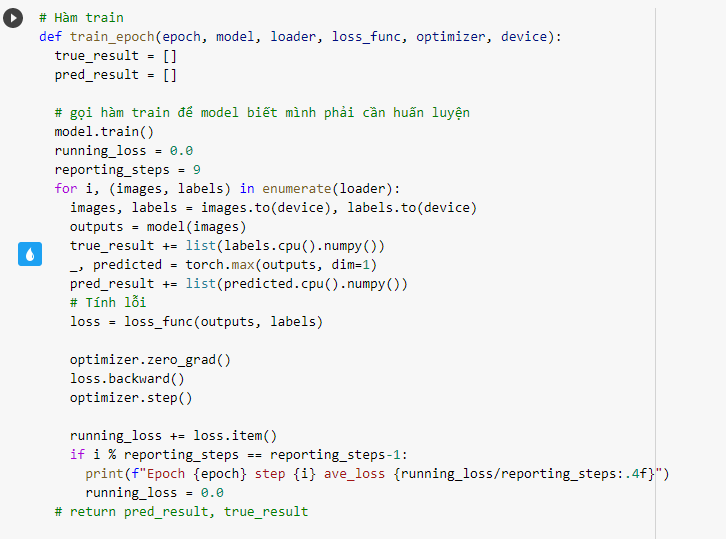 # Hàm train
def train_epoch(epoch, model, loader, loss_func, optimizer, device):
  true_result = []
  pred_result = []

  # gọi hàm train để model biết mình phải cần huấn luyện
  model.train()
  running_loss = 0.0
  reporting_steps = 9
  for i, (images, labels) in enumerate(loader):
    images, labels = images.to(device), labels.to(device)
    outputs = model(images)
    true_result += list(labels.cpu().numpy())
    _, predicted = torch.max(outputs, dim=1)
    pred_result += list(predicted.cpu().numpy())
    # Tính lỗi
    loss = loss_func(outputs, labels)

    optimizer.zero_grad()
    loss.backward()
    optimizer.step()

    running_loss += loss.item()
    if i % reporting_steps == reporting_steps-1:
      print(f"Epoch {epoch} step {i} ave_loss {running_loss/reporting_steps:.4f}")
      running_loss = 0.0
  # return pred_result, true_result